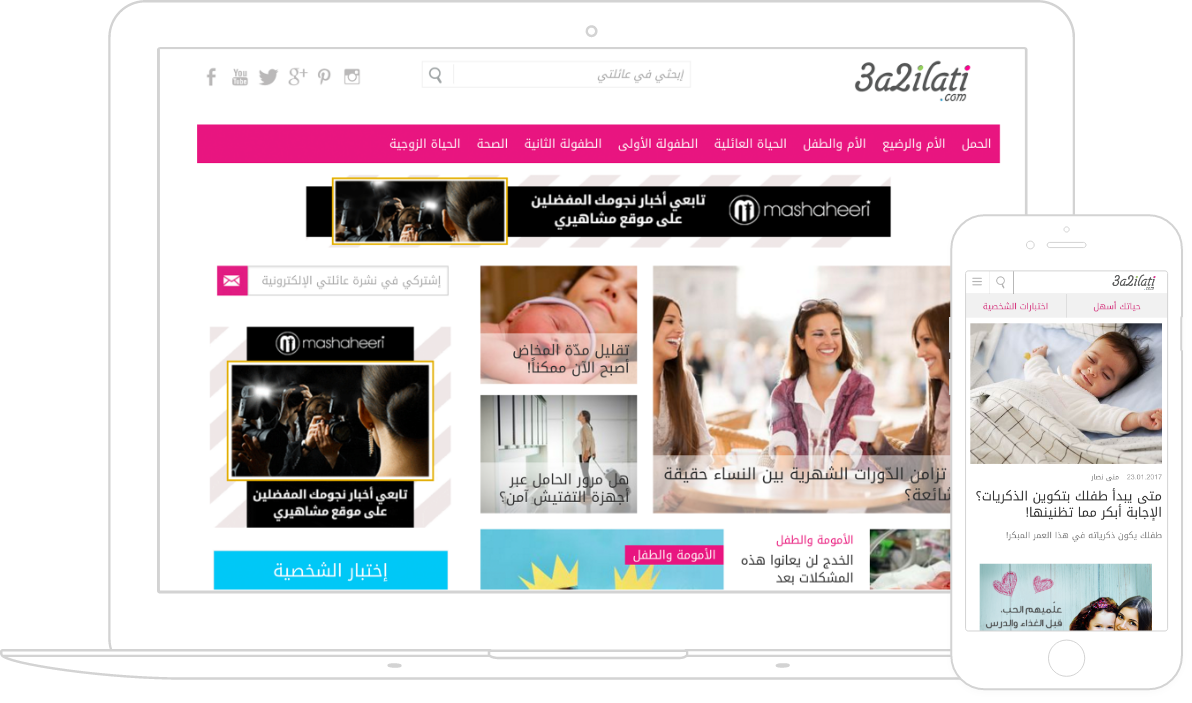 3a2ilati
.com
إبحثي في عائلتي
الحمل
الأم والرضيع
الأم والطفل
الحياة العائلية
الطفولة الأولى
الطفولة الثانية
الصحة
الحياة الزوجية
mashaheeri
تابعي أخبار نجومك المفضلين
على موقع مشاهيري
تزامن الدّورات الشهرية بين النساء حقيقة
شائعة؟
تقليل مدّة المخاض
أصبح الآن ممكناً!
هل مرور الحامل عبر
أجهزة التفتيش آمن؟
إشتركي في نشرة عائلتي الإلكترونية
mashaheeri
تابعي أخبار نجومك المفضلين
على موقع مشاهيري
الأمومة والطفل
الخدج لن يعانوا هذه
المشكلات بعد
الأمومة والطفل
إختبار الشخصية
You
Tube
3a2ilati
.com
حياتك أسهل
اختبارات الشخصية
23.01.2017 منى نصار
متى يبدأ طفلك بتكوين الذكريات؟
الإجابة أبكر مما تظنينها!
طفلك يكون ذكرياته في هذا العمر المبكر!
علّميهم الحب،
قبل الغذاء والدرس